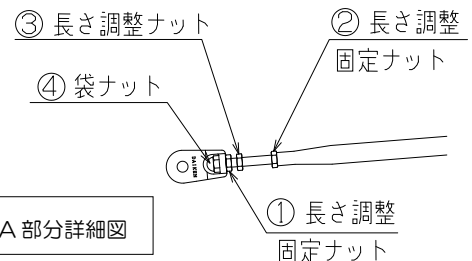 ③ 長さ調整ナット
② 長さ調整
固定ナット
④ 袋ナット
① 長さ調整
固定ナット
A部分詳細図